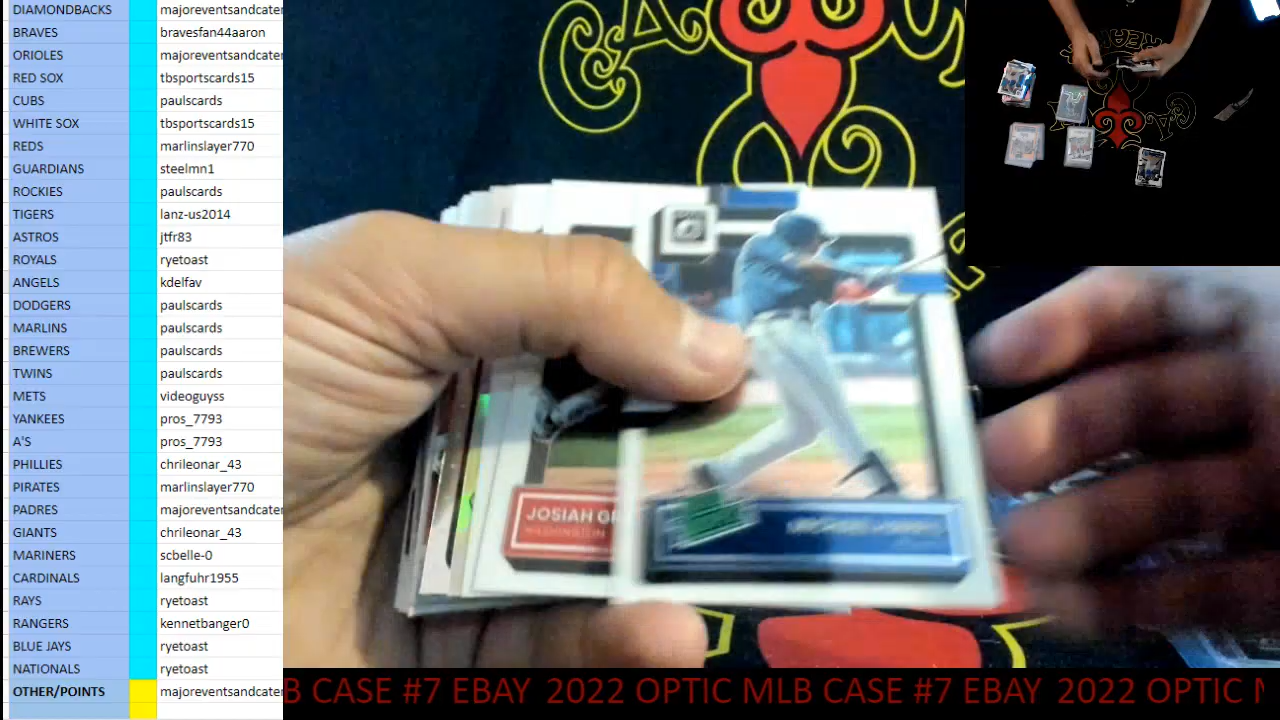 DIAMONDBACKS majoreventsandcater
BRAVES bravesfan44aaron
ORIOLES majoreventsandcater
RED SOX tbsportscards15
CUBS paulscards
WHITE SOX tbsportscards15
REDS marlinslayer770
GUARDIANS steelmn1
ROCKIES paulscards
TIGERS lanz-us2014
ASTROS jtfr83
ROYALS ryetoast
ANGELS kdelfav
DODGERS paulscards
MARLINS paulscards
BREWERS paulscards
TWINS paulscards
METS videoguyss
YANKEES pros_7793
A'S pros_7793
PHILLIES chrileonar_43
PIRATES marlinslayer770
PADRES majoreventsandcater
GIANTS chrileonar_43
MARINERS scbelle-0
CARDINALS langfuhr1955
RAYS ryetoast
RANGERS kennetbanger0
BLUE JAYS ryetoast
NATIONALS ryetoast
OTHER/POINTS majoreventsandcater
JOSIAH G
WASHINGTON
B CASE #7 EBAY 2022 OPTIC MLB CASE #7 EBAY 2022 OPTIC M